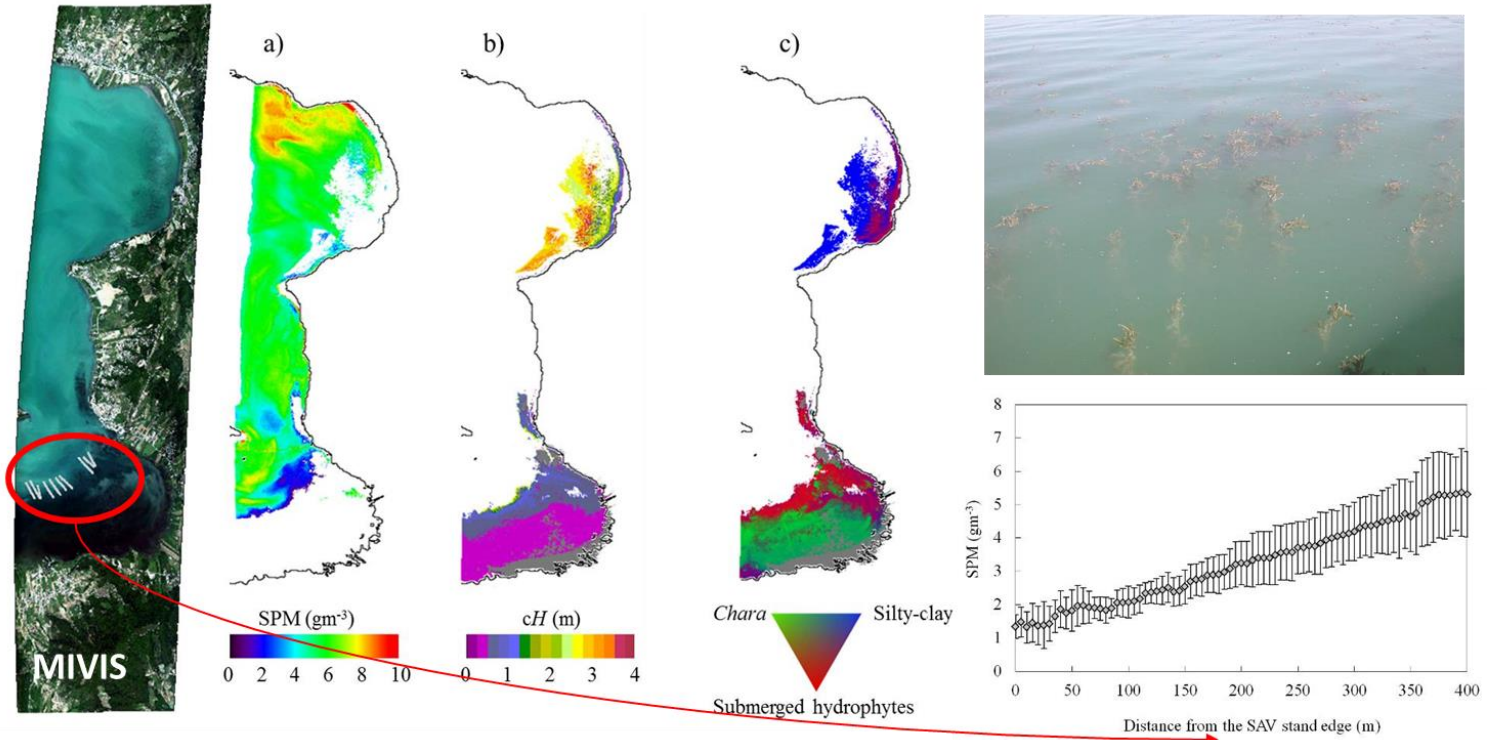 a)
b)
c)
MIVIS
SPM (gm⁻³)
0 2 4 6 8 10
cH (m)
0 1 2 3 4
Chara
Silty-clay
Submerged hydrophytes
8
7
6
5
4
3
2
1
0
SPM (gm⁻³)
0 50 100 150 200 250 300 350 400
Distance from the SAV stand edge (m)